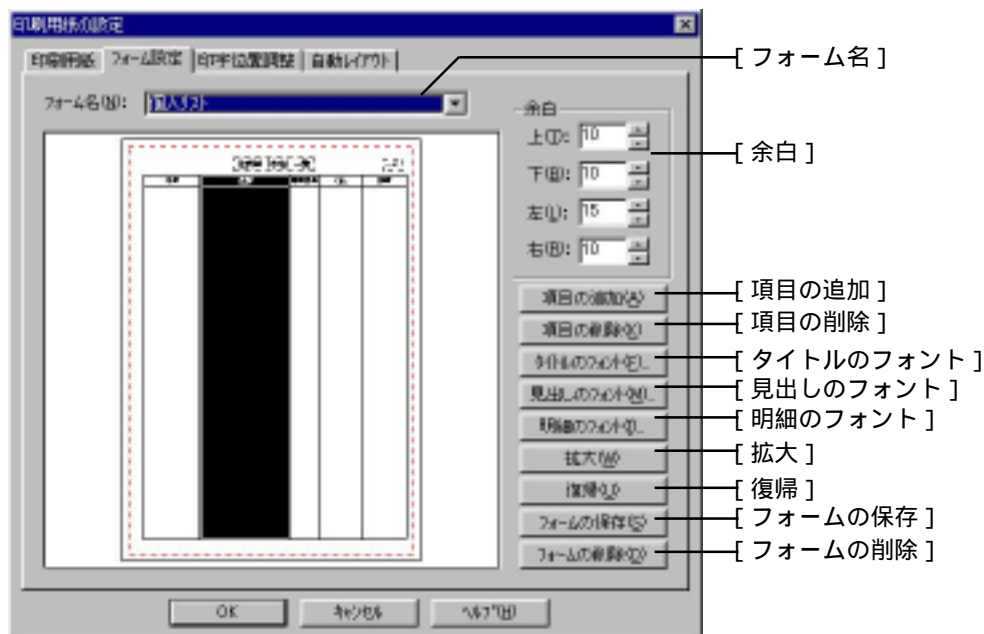 印刷用紙の設定
印刷用紙 フォーム設定 印字位置調整 自動レイアウト
フォーム名(N): 個人リスト
[ フォーム名 ]
余白
上(T): 10
下(B): 10
左(L): 15
右(R): 10
[ 余白 ]
項目の追加(A)
[ 項目の追加 ]
項目の削除(K)
[ 項目の削除 ]
タイトルのフォント(F)...
[ タイトルのフォント ]
見出しのフォント(M)...
[ 見出しのフォント ]
明細のフォント(I)...
[ 明細のフォント ]
拡大(W)
[ 拡大 ]
復帰(U)
[ 復帰 ]
フォームの保存(S)
[ フォームの保存 ]
フォームの削除(D)
[ フォームの削除 ]
OK キャンセル ヘルプ(H)